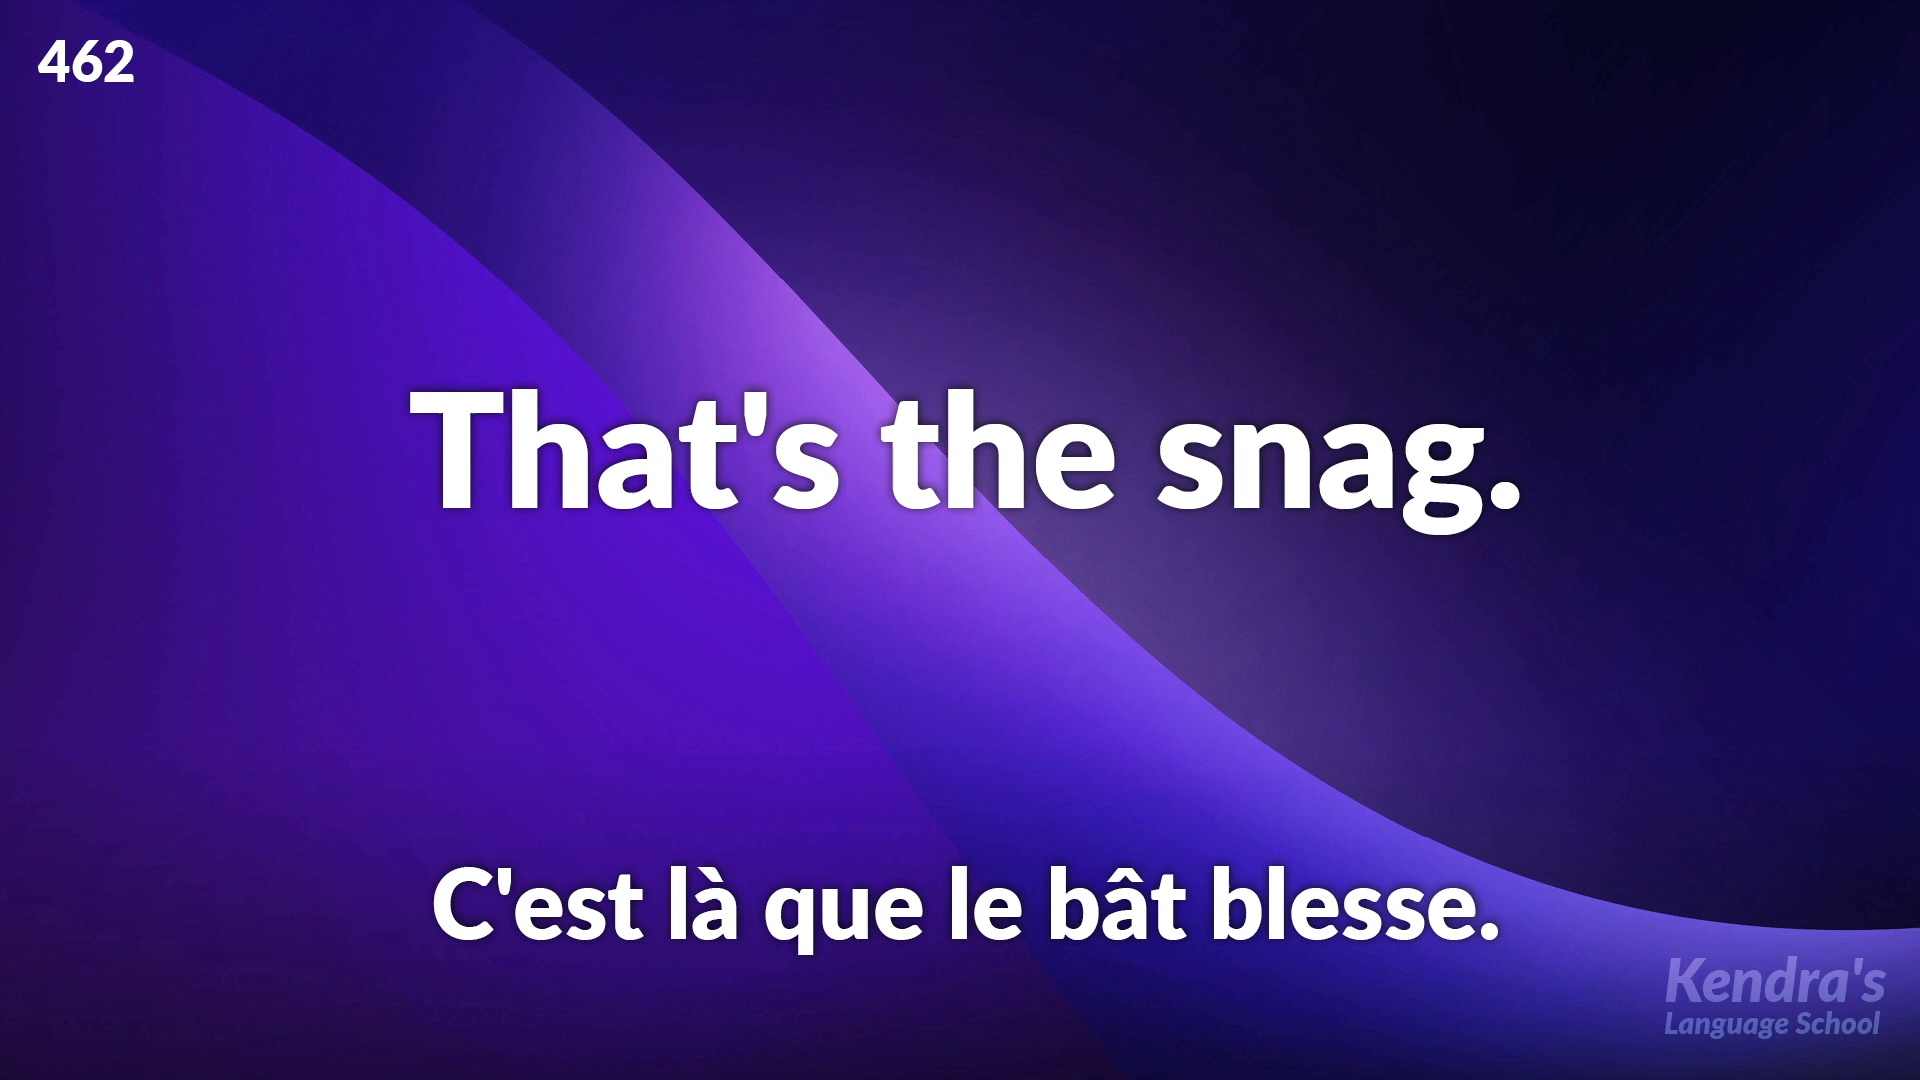 462
That's the snag.
C'est là que le bât blesse.
Kendra's
Language School